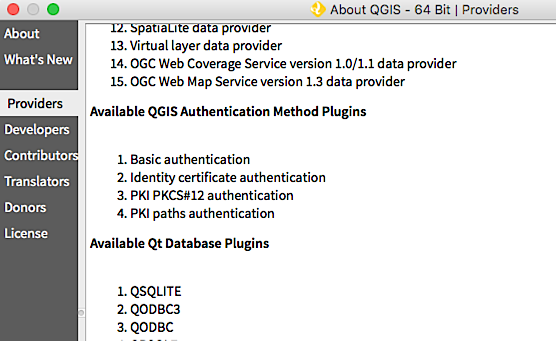 About QGIS - 64 Bit | Providers
About
What's New
Providers
Developers
Contributors
Translators
Donors
License
12. SpatiaLite data provider
13. Virtual layer data provider
14. OGC Web Coverage Service version 1.0/1.1 data provider
15. OGC Web Map Service version 1.3 data provider
Available QGIS Authentication Method Plugins
1. Basic authentication
2. Identity certificate authentication
3. PKI PKCS#12 authentication
4. PKI paths authentication
Available Qt Database Plugins
1. QSQLITE
2. QODBC3
3. QODBC